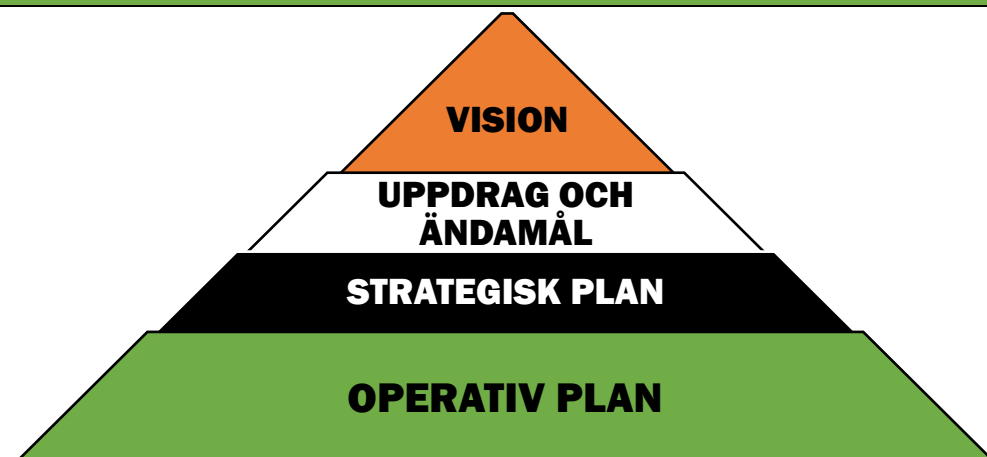 VISION
UPPDRAG OCH
ÄNDAMÅL
STRATEGISK PLAN
OPERATIV PLAN